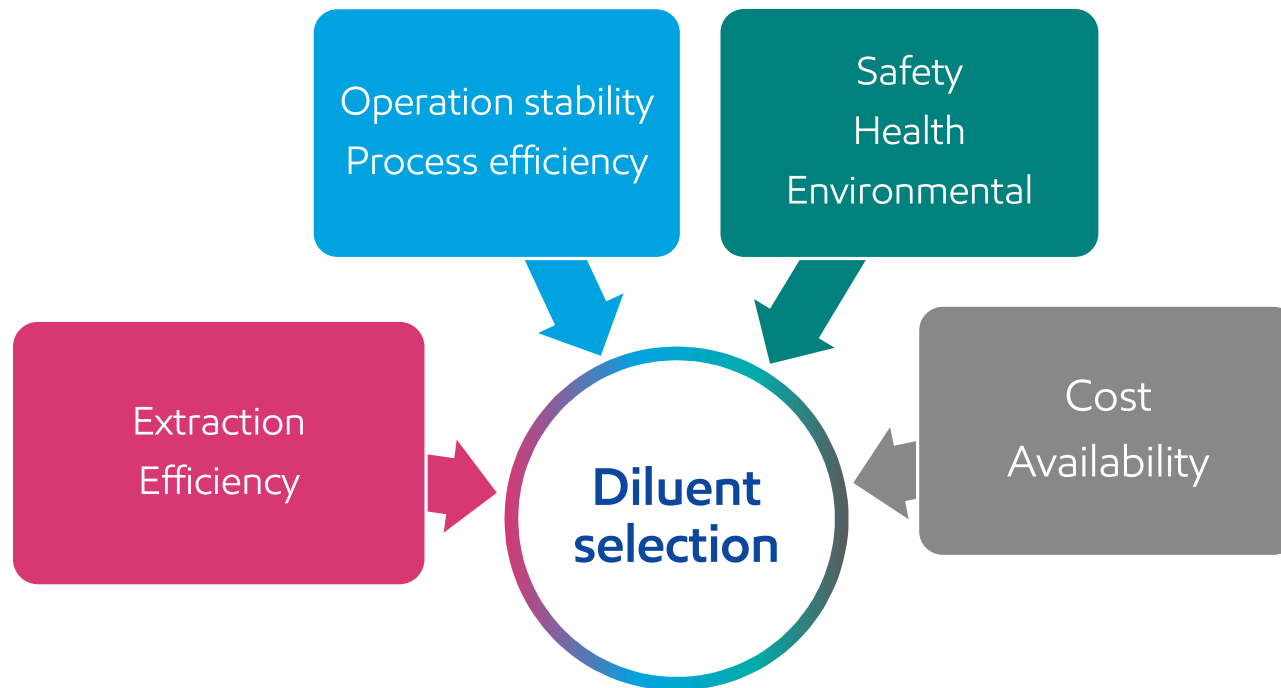 Operation stability
Process efficiency
Safety
Health
Environmental
Extraction
Efficiency
Cost
Availability
Diluent
selection